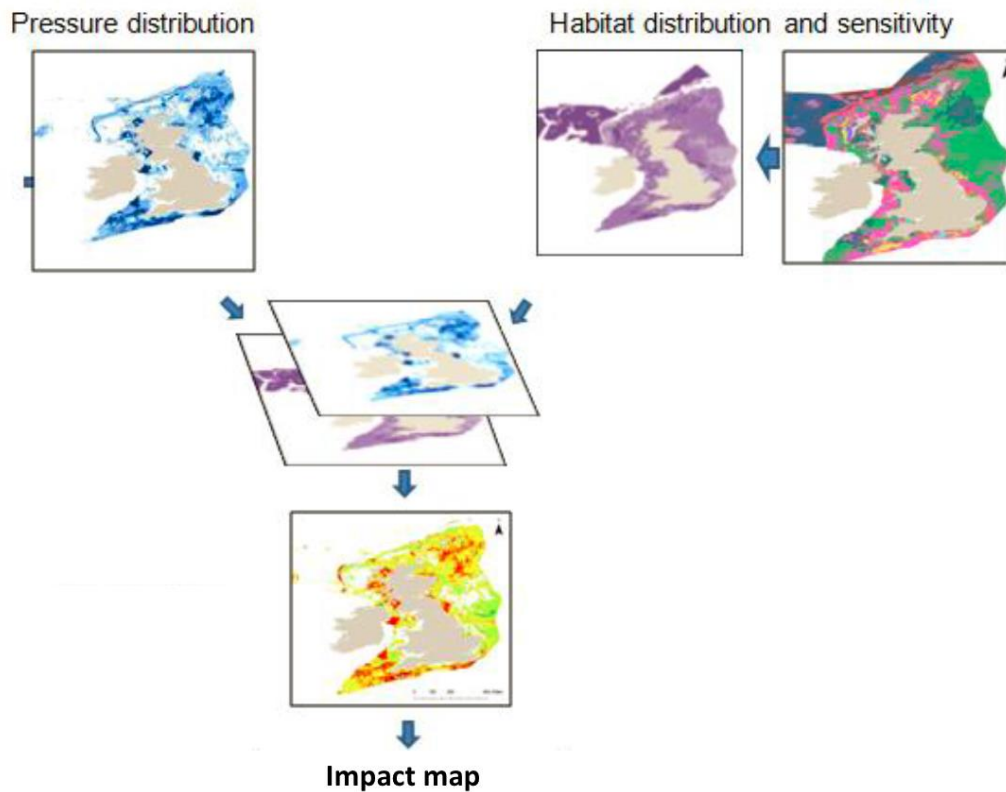 Pressure distribution
Habitat distribution and sensitivity
Impact map